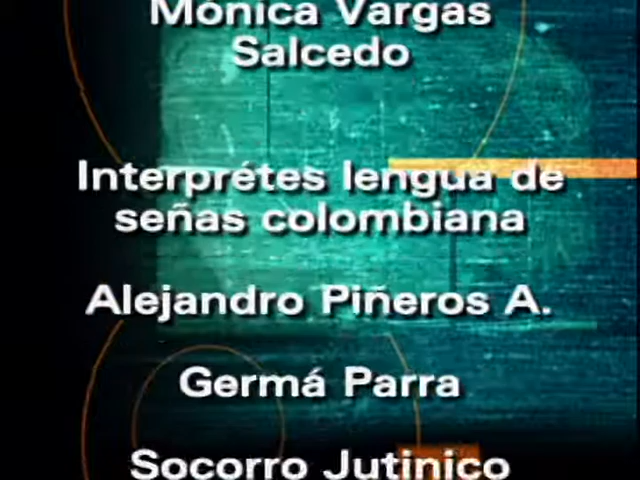 Mónica Vargas
Salcedo
Interprétes lengua de
señas colombiana
Alejandro Piñeros A.
Germá Parra
Socorro Jutinico